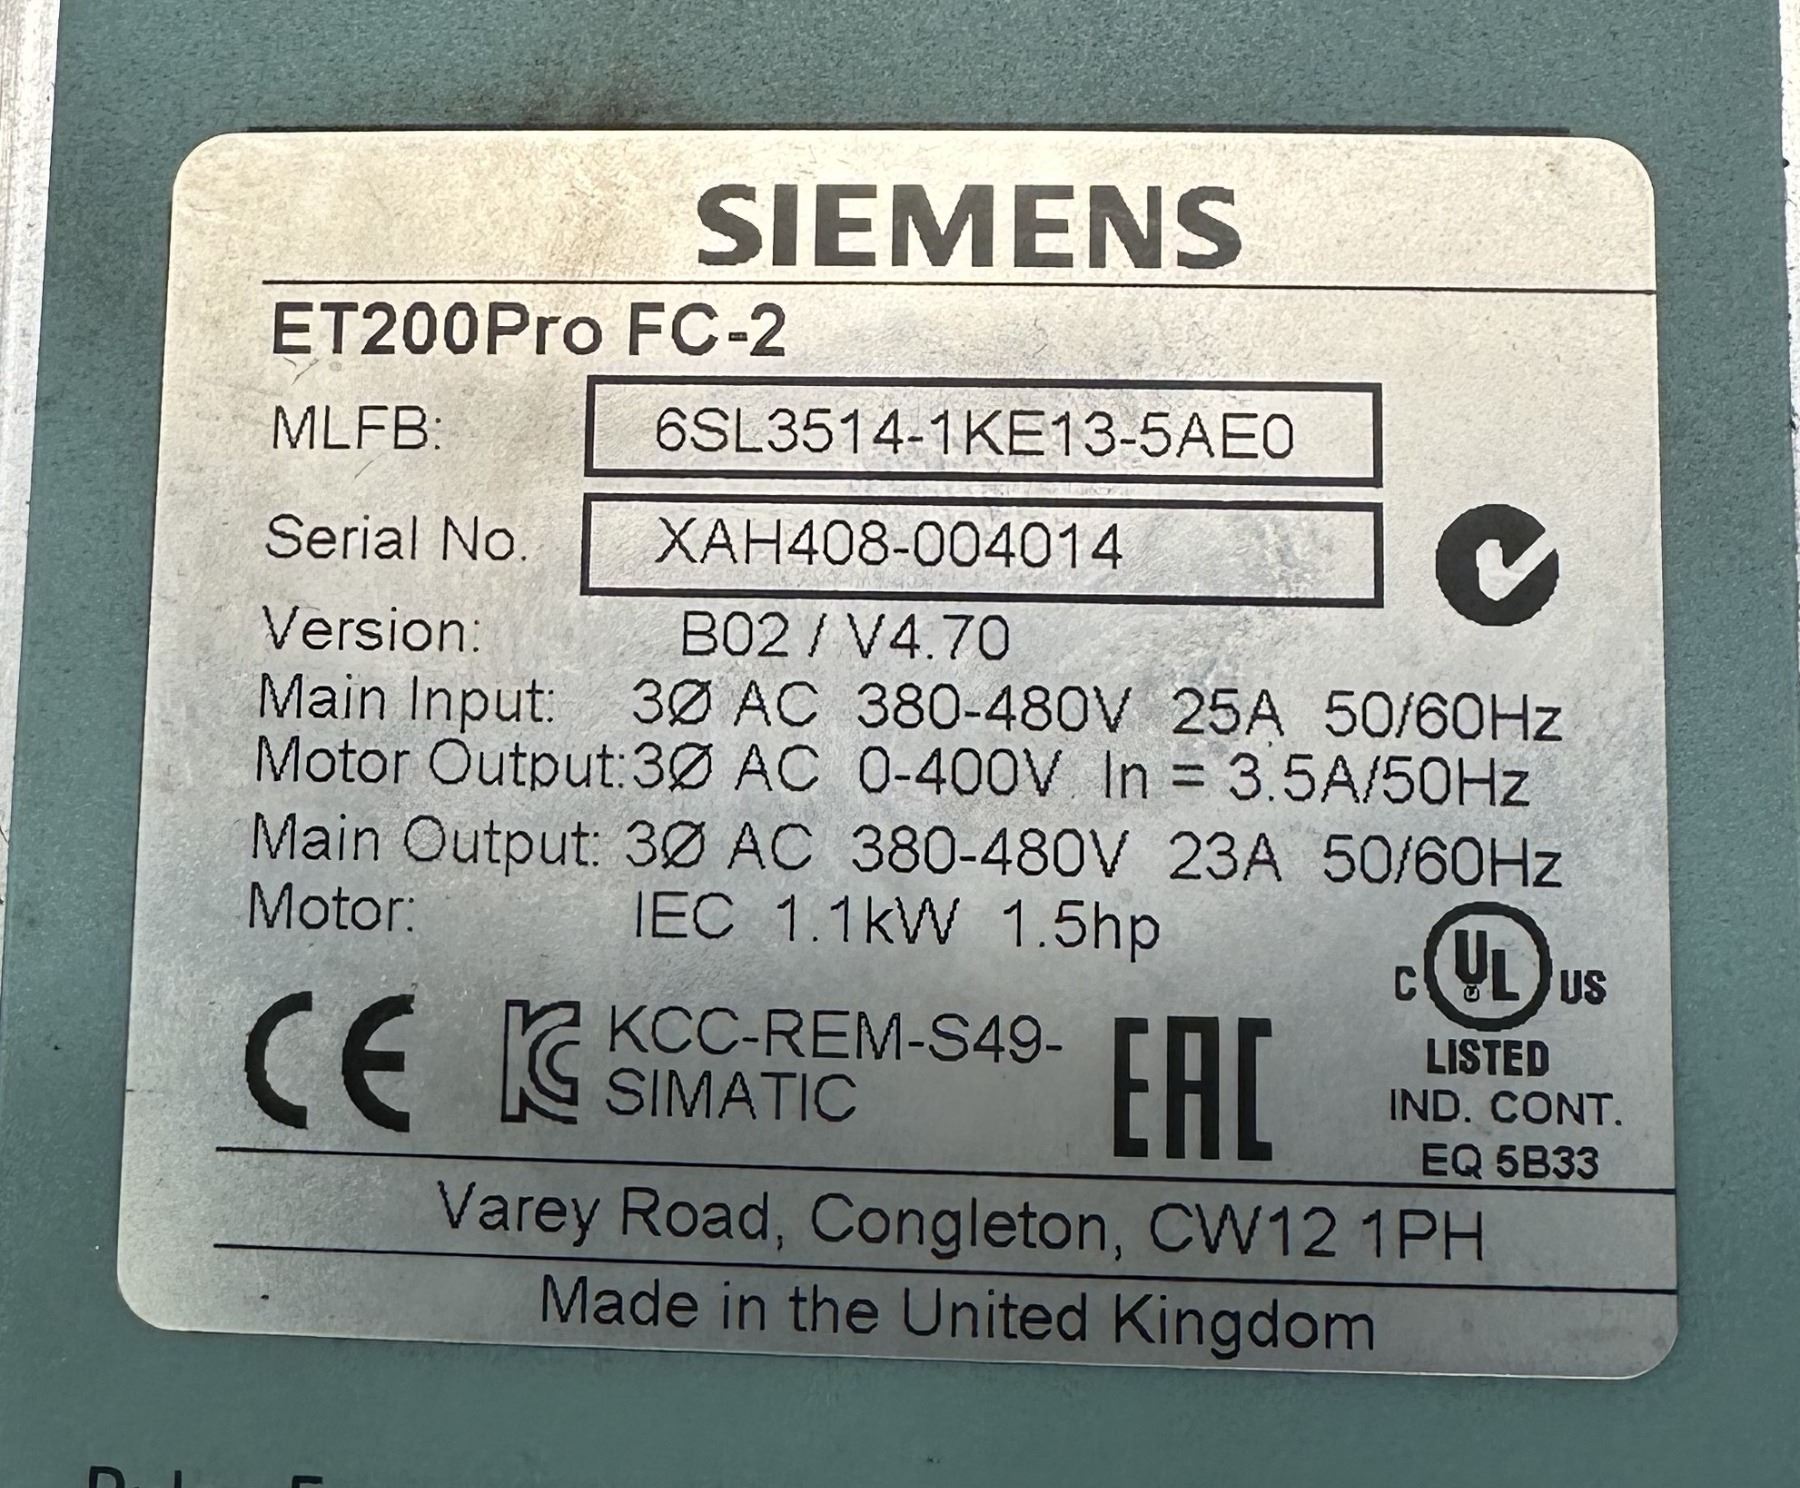 SIEMENS
ET200Pro FC-2
MLFB: 6SL3514-1KE13-5AE0
Serial No. XAH408-004014
Version: B02 / V4.70
Main Input: 3Ø AC 380-480V 25A 50/60Hz
Motor Output:3Ø AC 0-400V In = 3.5A/50Hz
Main Output: 3Ø AC 380-480V 23A 50/60Hz
Motor: IEC 1.1kW 1.5hp
C UL US
LISTED
IND. CONT.
EQ 5B33
CE KC KCC-REM-S49-
SIMATIC
EAC
Varey Road, Congleton, CW12 1PH
Made in the United Kingdom